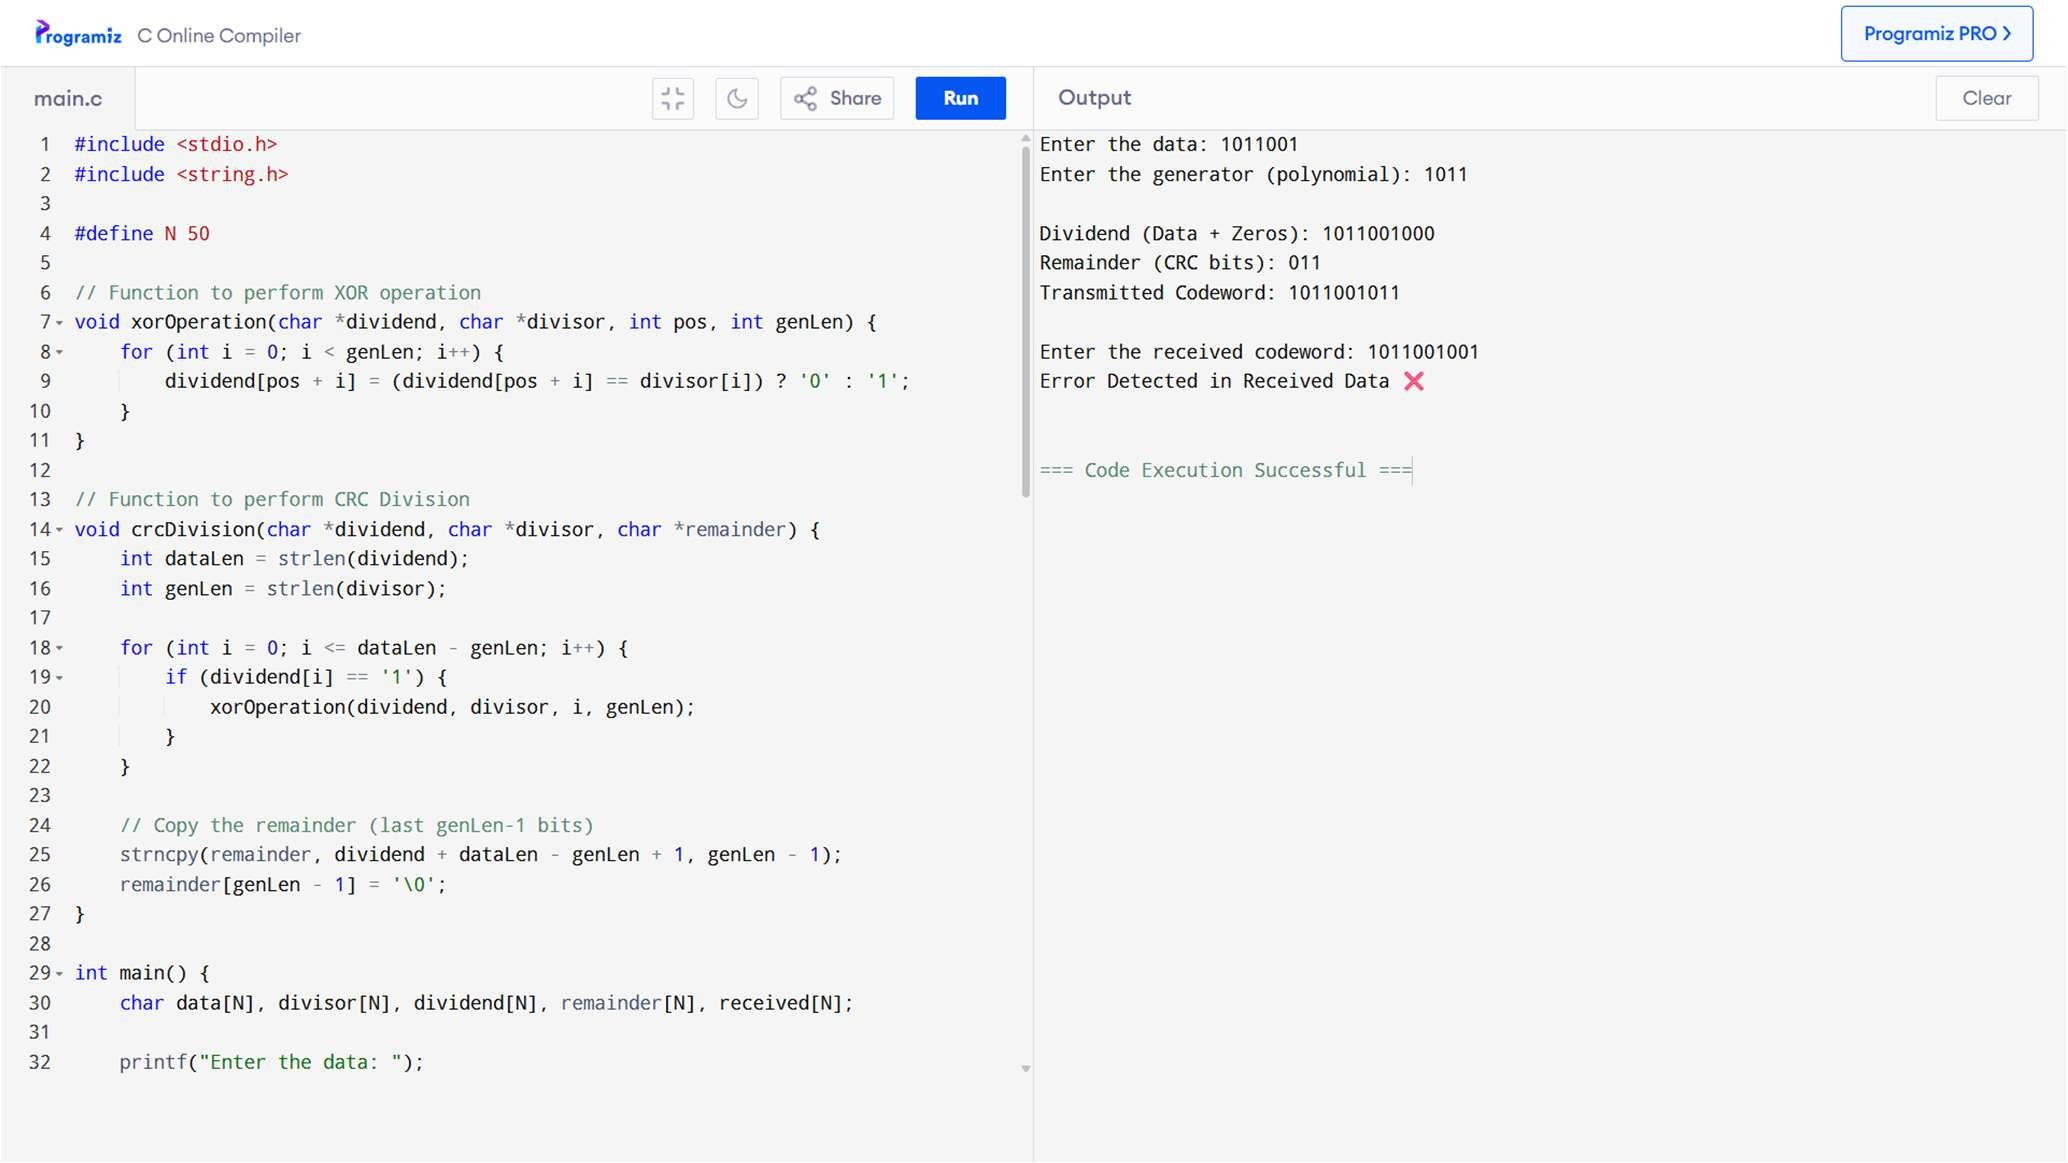 Programiz C Online Compiler
Programiz PRO >
main.c
Share
Run
Output
Clear
1 #include <stdio.h>
2 #include <string.h>
3
4 #define N 50
5
6 // Function to perform XOR operation
7 void xorOperation(char *dividend, char *divisor, int pos, int genLen) {
8     for (int i = 0; i < genLen; i++) {
9         dividend[pos + i] = (dividend[pos + i] == divisor[i]) ? '0' : '1';
10     }
11 }
12
13 // Function to perform CRC Division
14 void crcDivision(char *dividend, char *divisor, char *remainder) {
15     int dataLen = strlen(dividend);
16     int genLen = strlen(divisor);
17
18     for (int i = 0; i <= dataLen - genLen; i++) {
19         if (dividend[i] == '1') {
20             xorOperation(dividend, divisor, i, genLen);
21         }
22     }
23
24     // Copy the remainder (last genLen-1 bits)
25     strncpy(remainder, dividend + dataLen - genLen + 1, genLen - 1);
26     remainder[genLen - 1] = '\0';
27 }
28
29 int main() {
30     char data[N], divisor[N], dividend[N], remainder[N], received[N];
31
32     printf("Enter the data: ");
Enter the data: 1011001
Enter the generator (polynomial): 1011
Dividend (Data + Zeros): 1011001000
Remainder (CRC bits): 011
Transmitted Codeword: 1011001011
Enter the received codeword: 1011001001
Error Detected in Received Data ❌
=== Code Execution Successful ===